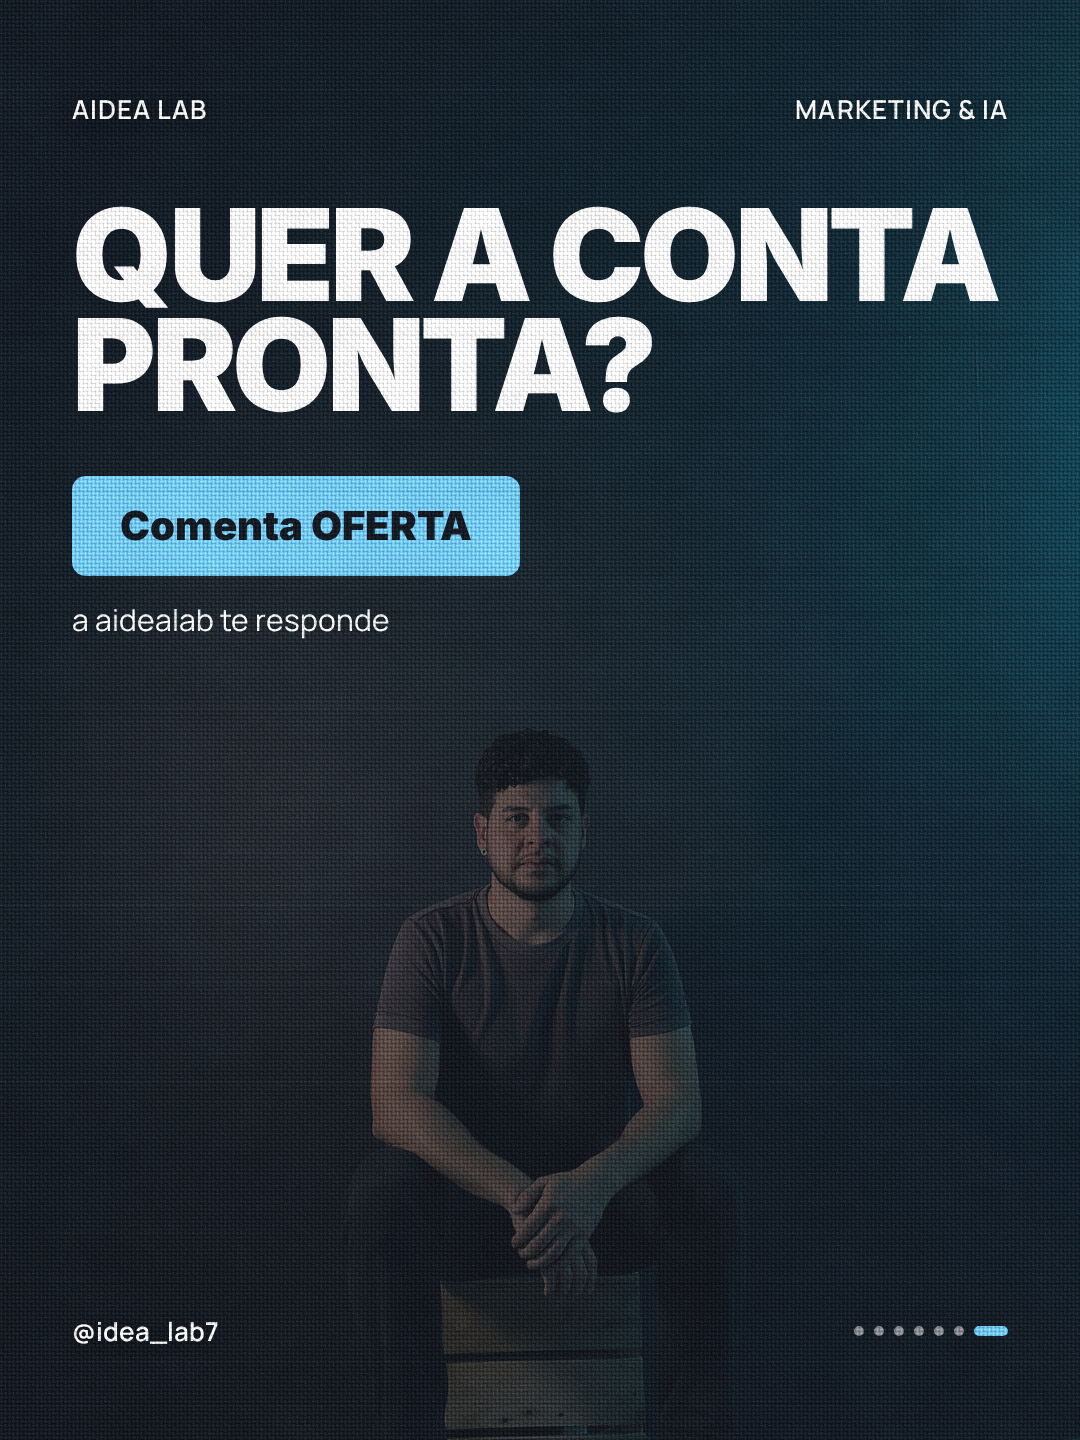 AIDEA LAB
MARKETING & IA
QUER A CONTA
PRONTA?
Comenta OFERTA
a aidealab te responde
@idea_lab7